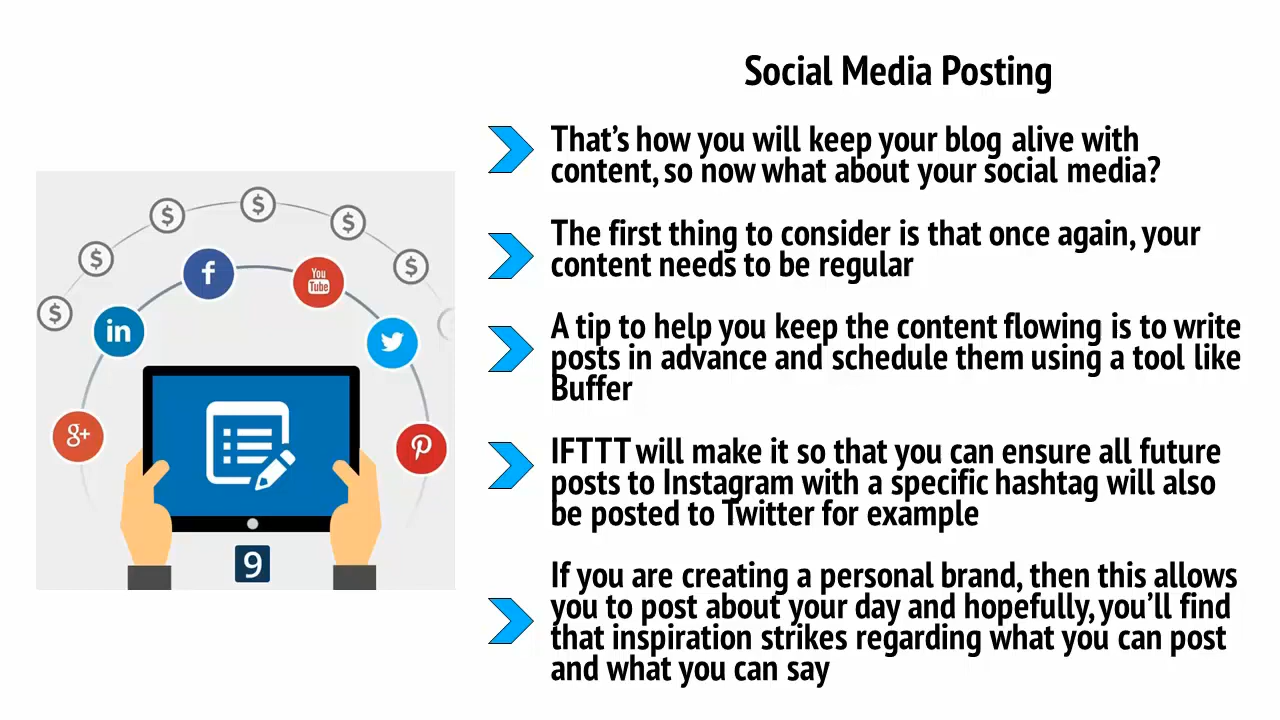 Social Media Posting
That's how you will keep your blog alive with
content, so now what about your social media?
The first thing to consider is that once again, your
content needs to be regular
A tip to help you keep the content flowing is to write
posts in advance and schedule them using a tool like
Buffer
IFTTT will make it so that you can ensure all future
posts to Instagram with a specific hashtag will also
be posted to Twitter for example
If you are creating a personal brand, then this allows
you to post about your day and hopefully, you'll find
that inspiration strikes regarding what you can post
and what you can say
$ $ $ $ $ $
f
You
Tube
in
g+
9